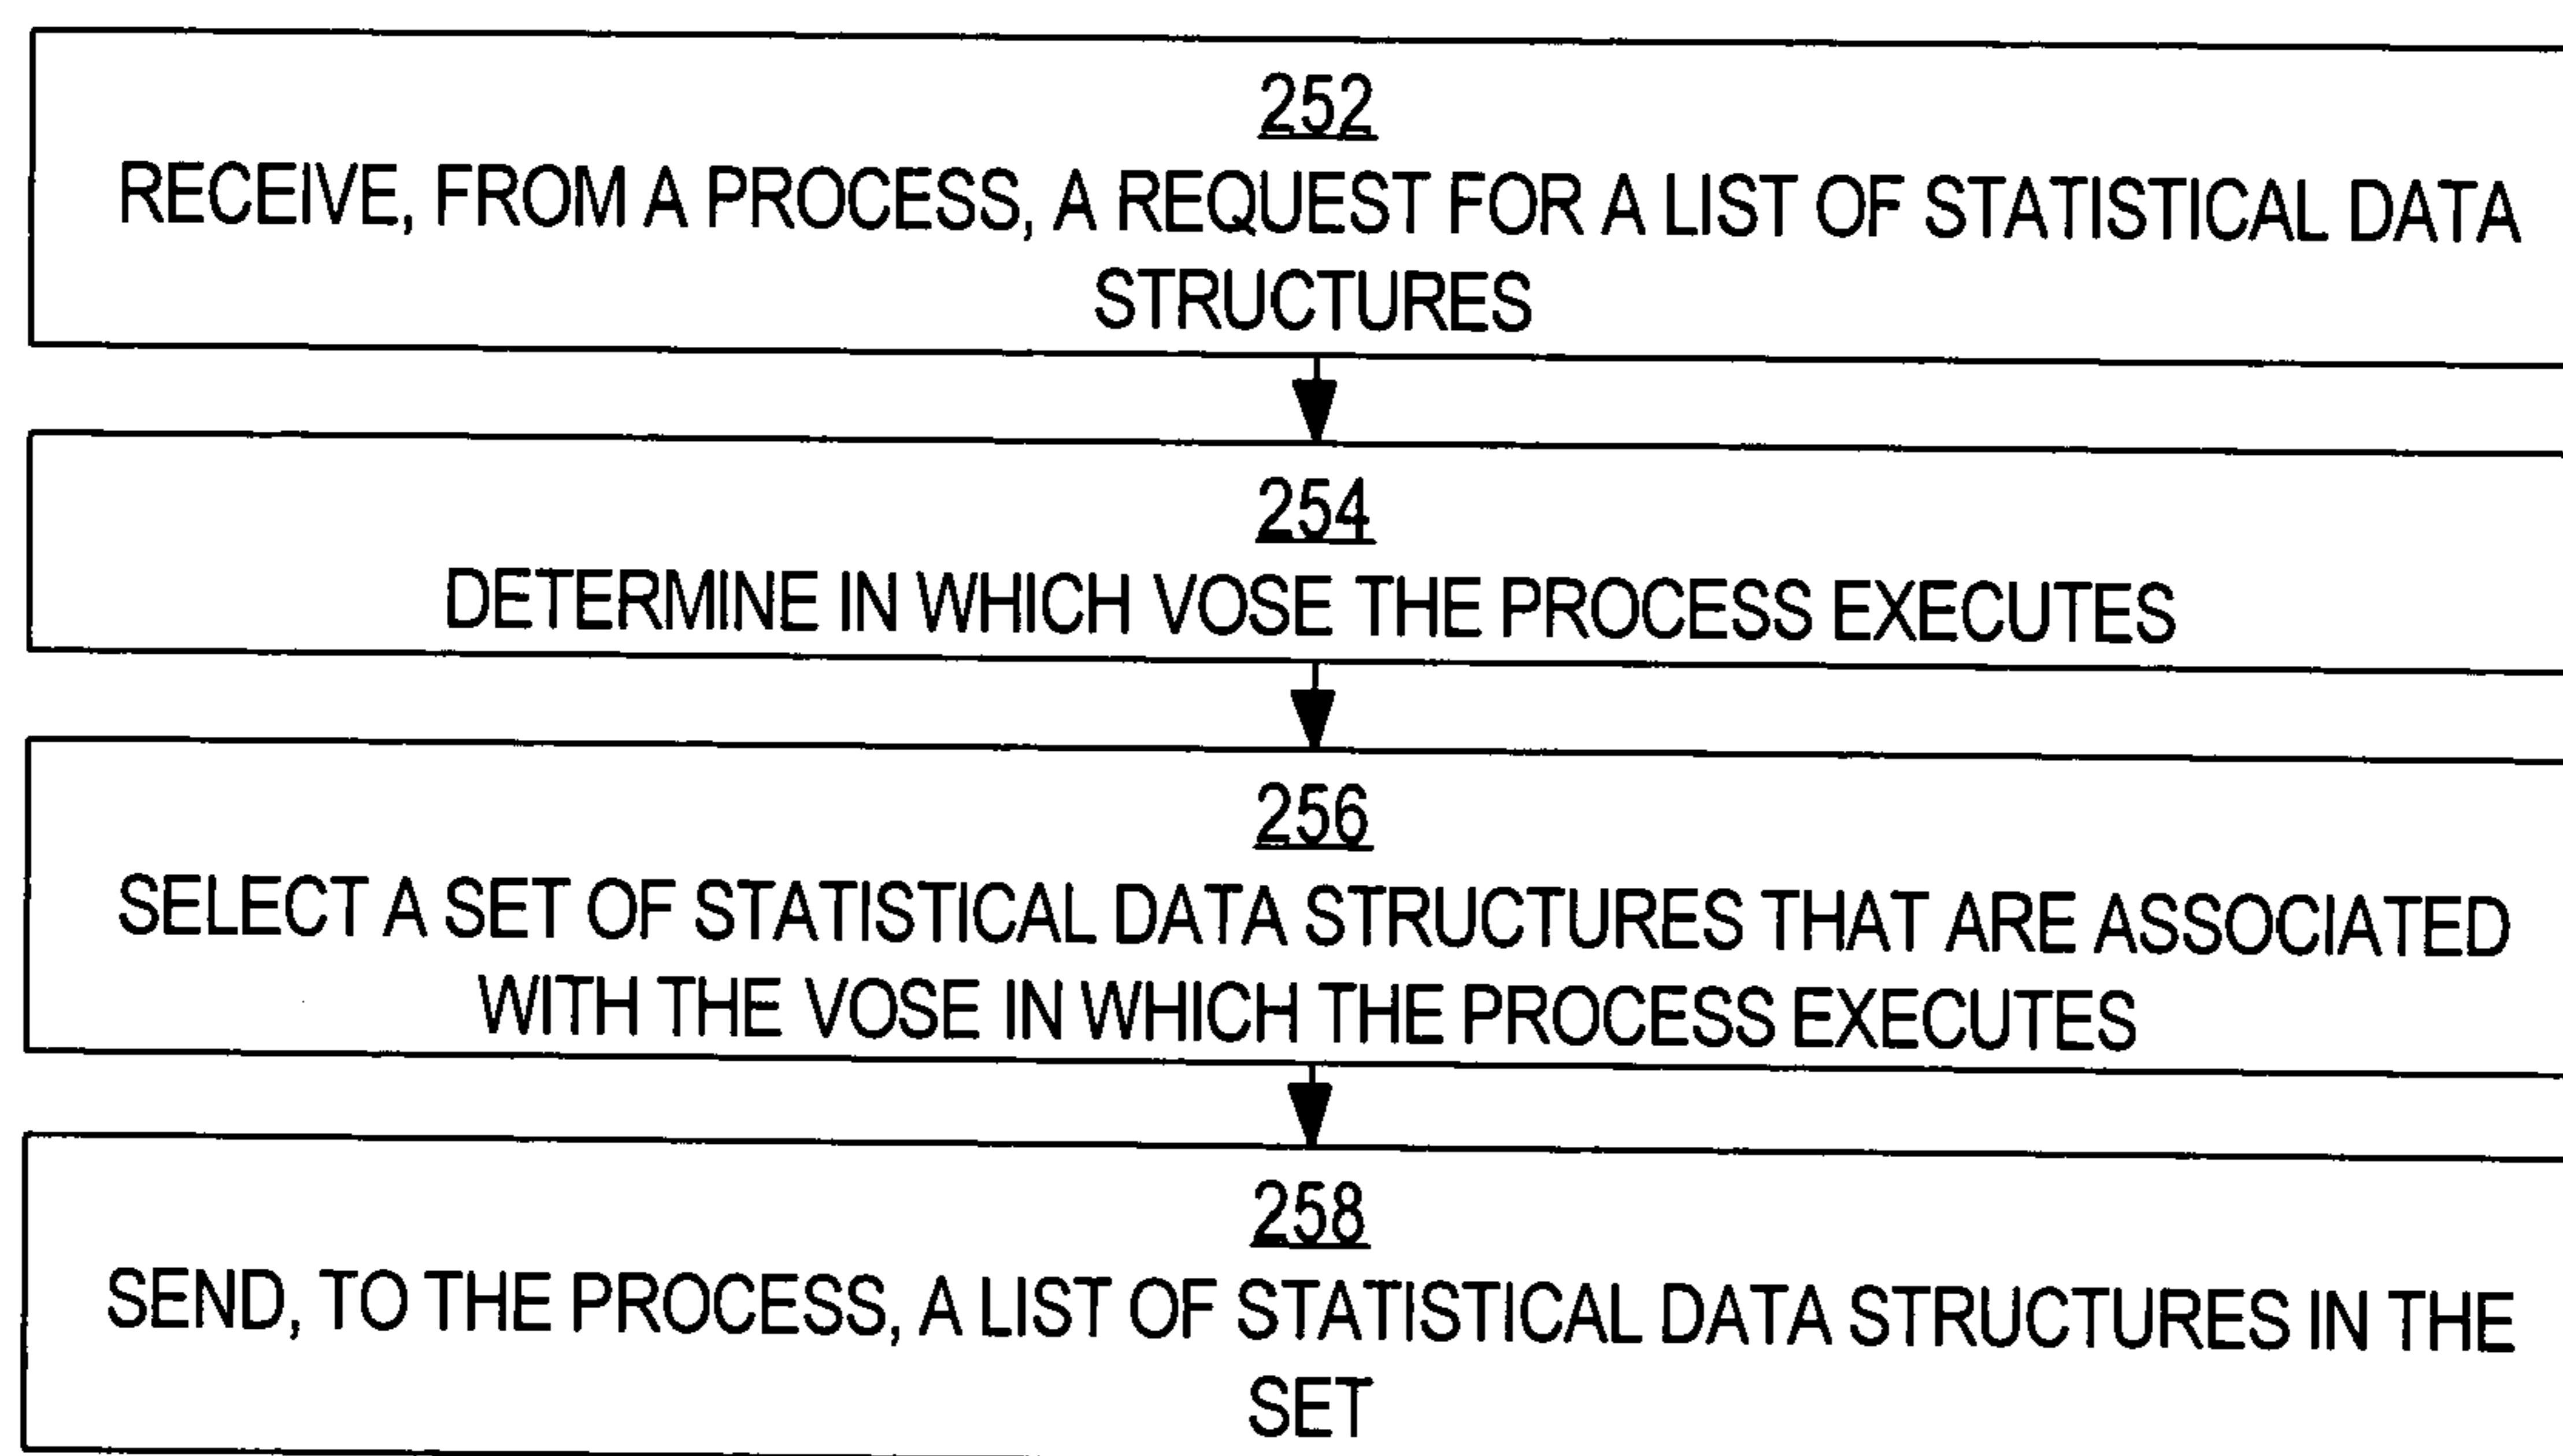 252
RECEIVE, FROM A PROCESS, A REQUEST FOR A LIST OF STATISTICAL DATA
STRUCTURES
254
DETERMINE IN WHICH VOSE THE PROCESS EXECUTES
256
SELECT A SET OF STATISTICAL DATA STRUCTURES THAT ARE ASSOCIATED
WITH THE VOSE IN WHICH THE PROCESS EXECUTES
258
SEND, TO THE PROCESS, A LIST OF STATISTICAL DATA STRUCTURES IN THE
SET